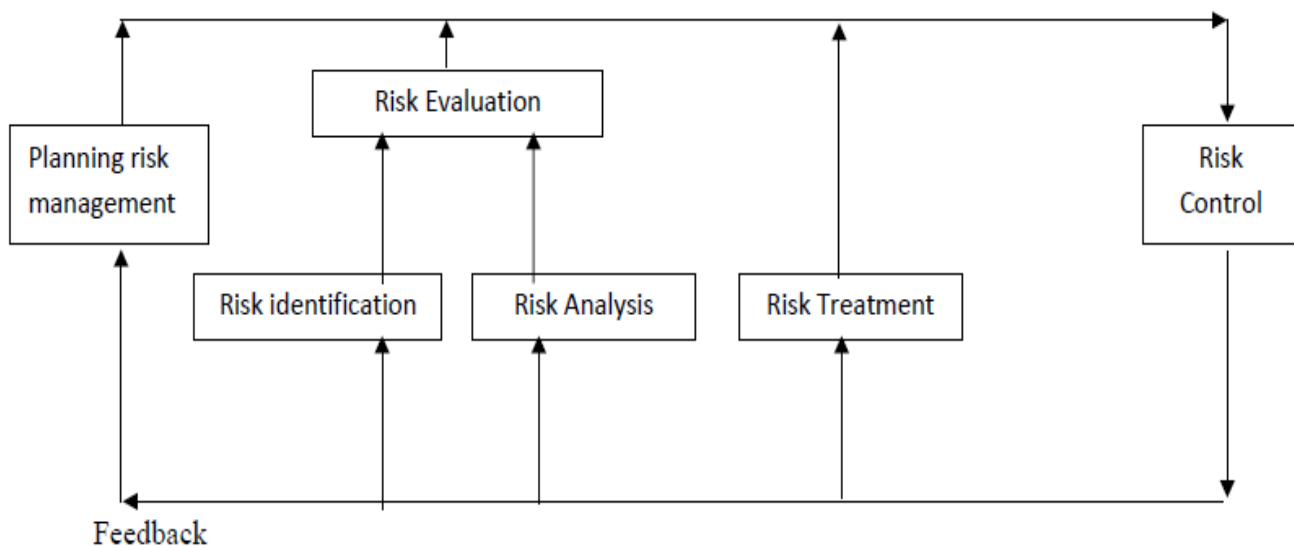 Risk Evaluation
Planning risk
management
Risk
Control
Risk identification
Risk Analysis
Risk Treatment
Feedback